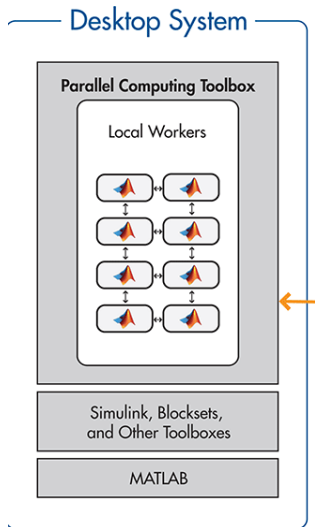 Desktop System
Parallel Computing Toolbox
Local Workers
Simulink, Blocksets,
and Other Toolboxes
MATLAB